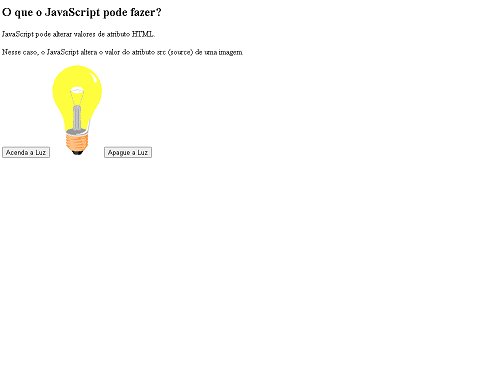 O que o JavaScript pode fazer?
JavaScript pode alterar valores de atributo HTML.
Nesse caso, o JavaScript altera o valor do atributo src (source) de uma imagem
Acenda a Luz
Apague a Luz